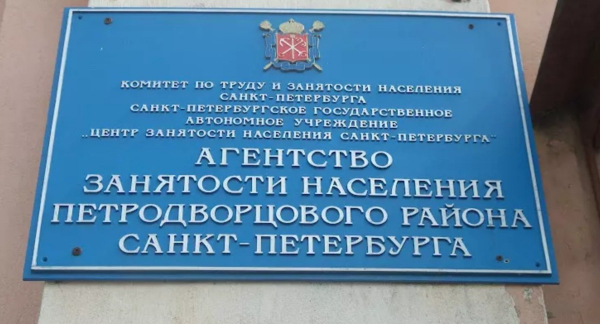 КОМИТЕТ ПО ТРУДУ И ЗАНЯТОСТИ НАСЕЛЕНИЯ
САНКТ-ПЕТЕРБУРГА
САНКТ-ПЕТЕРБУРГСКОЕ ГОСУДАРСТВЕННОЕ
АВТОНОМНОЕ УЧРЕЖДЕНИЕ
„ЦЕНТР ЗАНЯТОСТИ НАСЕЛЕНИЯ САНКТ-ПЕТЕРБУРГА“
АГЕНТСТВО
ЗАНЯТОСТИ НАСЕЛЕНИЯ
ПЕТРОДВОРЦОВОГО РАЙОНА
САНКТ-ПЕТЕРБУРГА